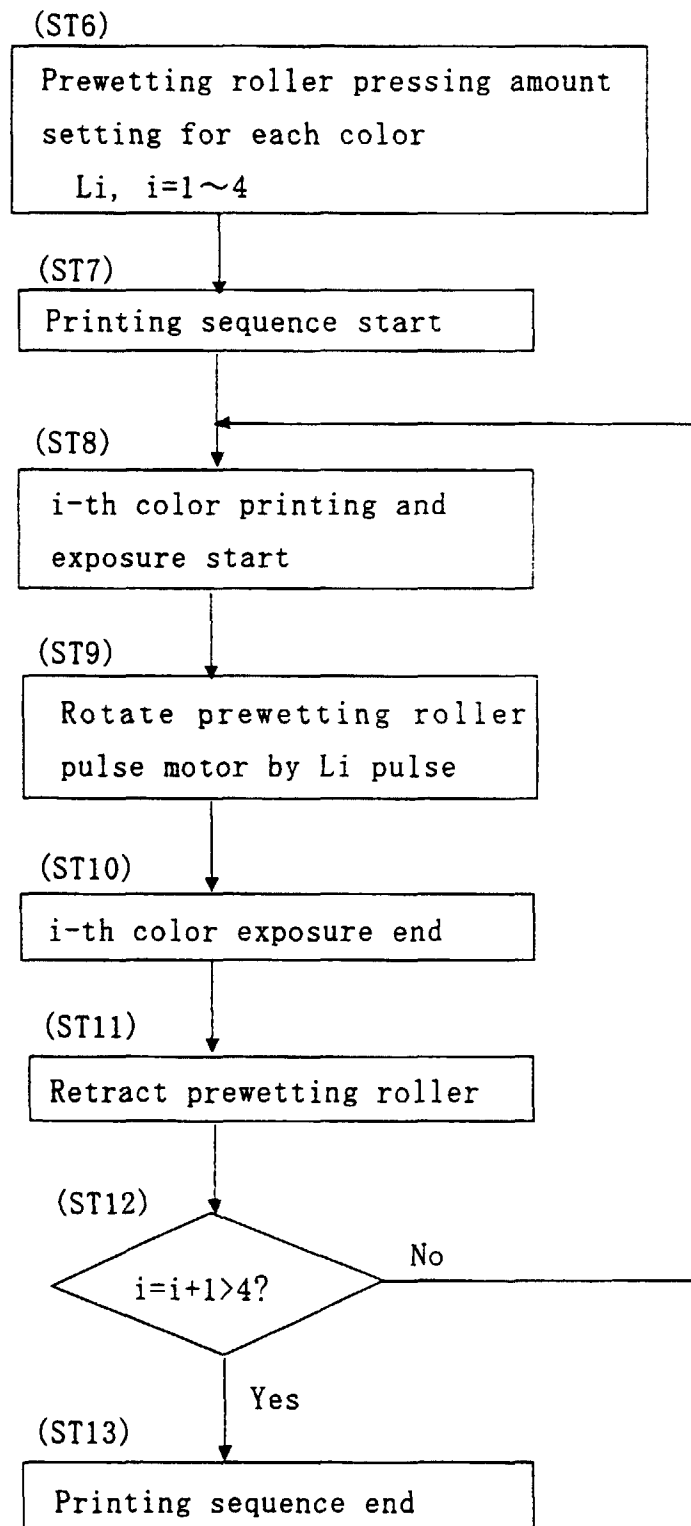 (ST6)
Prewetting roller pressing amount
setting for each color
Li, i=1～4
(ST7)
Printing sequence start
(ST8)
i-th color printing and
exposure start
(ST9)
Rotate prewetting roller
pulse motor by Li pulse
(ST10)
i-th color exposure end
(ST11)
Retract prewetting roller
(ST12)
i=i+1>4?
No
Yes
(ST13)
Printing sequence end